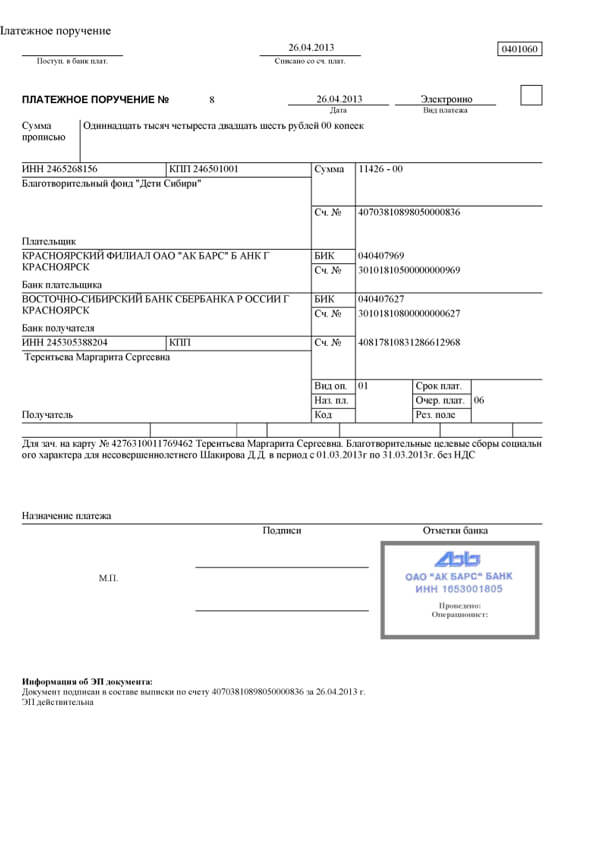 Платежное поручение
26.04.2013
0401060
Поступ. в банк плат.
Списано со сч. плат.
ПЛАТЕЖНОЕ ПОРУЧЕНИЕ № 8 26.04.2013 Электронно
Дата Вид платежа
Сумма прописью
Одиннадцать тысяч четыреста двадцать шесть рублей 00 копеек
ИНН 2465268156 КПП 246501001 Сумма 11426 - 00
Благотворительный фонд "Дети Сибири"
Сч. № 40703810898050000836
Плательщик
КРАСНОЯРСКИЙ ФИЛИАЛ ОАО "АК БАРС" Б АНК Г БИК 040407969
КРАСНОЯРСК Сч. № 30101810500000000969
Банк плательщика
ВОСТОЧНО-СИБИРСКИЙ БАНК СБЕРБАНКА Р ОССИИ Г БИК 040407627
КРАСНОЯРСК Сч. № 30101810800000000627
Банк получателя
ИНН 245305388204 КПП Сч. № 40817810831286612968
Терентьева Маргарита Сергеевна
Вид оп. 01 Срок плат.
Наз. пл. Очер. плат. 06
Получатель Код Рез. поле
Для зач. на карту № 4276310011769462 Терентьева Маргарита Сергеевна. Благотворительные целевые сборы социальн
ого характера для несовершеннолетнего Шакирова Д.Д. в период с 01.03.2013г по 31.03.2013г. без НДС
Назначение платежа
Подписи Отметки банка
М.П.
ОАО "АК БАРС" БАНК
ИНН 1653001805
Проведено:
Операционист:
Информация об ЭП документа:
Документ подписан в составе выписки по счету 40703810898050000836 за 26.04.2013 г.
ЭП действительна